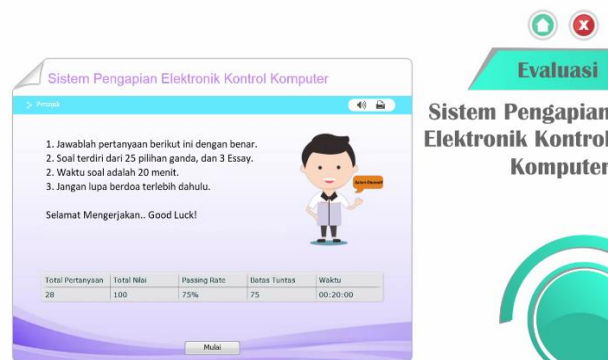 Sistem Pengapian Elektronik Kontrol Komputer
1. Jawablah pertanyaan berikut ini dengan benar.
2. Soal terdiri dari 25 pilihan ganda, dan 3 Essay.
2. Waktu soal adalah 20 menit.
3. Jangan lupa berdoa terlebih dahulu.
Selamat Mengerjakan.. Good Luck!
Total Pertanyaan Total Nilai Passing Rate Batas Tuntas Waktu
28 100 75% 75 00:20:00
Mulai
Evaluasi
Sistem Pengapian
Elektronik Kontrol
Komputer